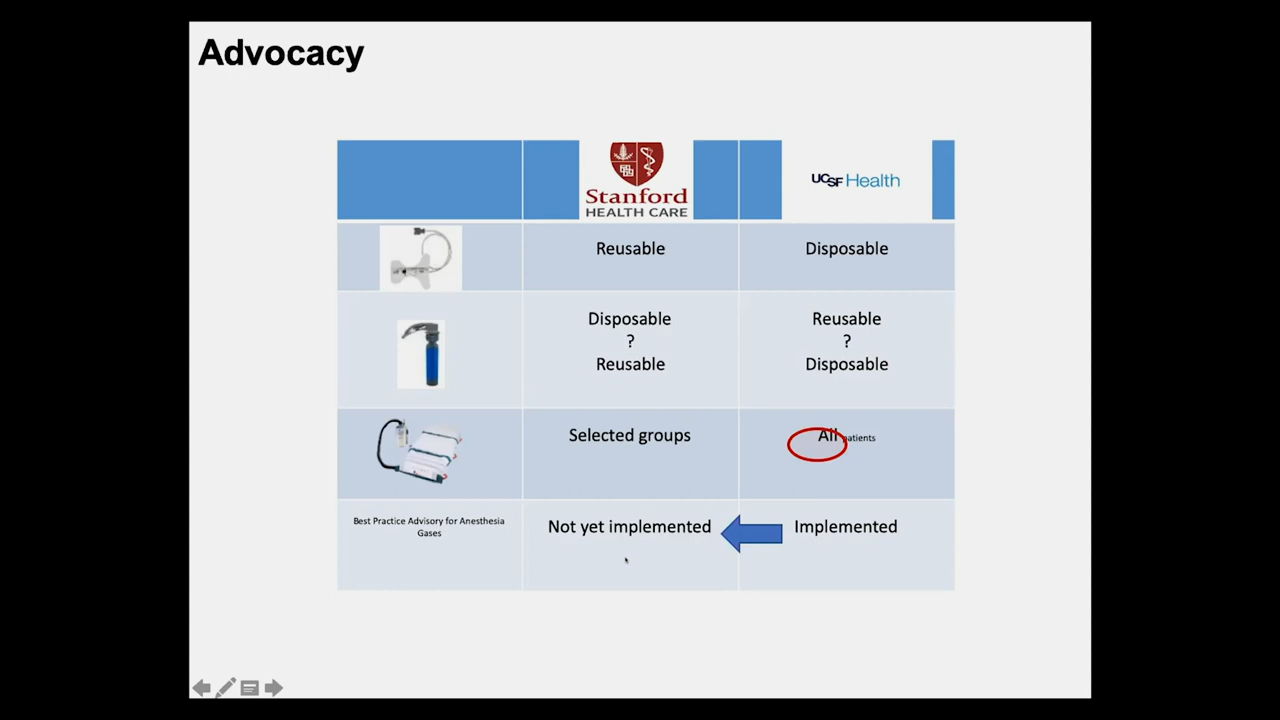 Advocacy
Stanford
HEALTH CARE
UCSF Health
Reusable
Disposable
Disposable
?
Reusable
Reusable
?
Disposable
Selected groups
All patients
Best Practice Advisory for Anesthesia
Gases
Not yet implemented
Implemented